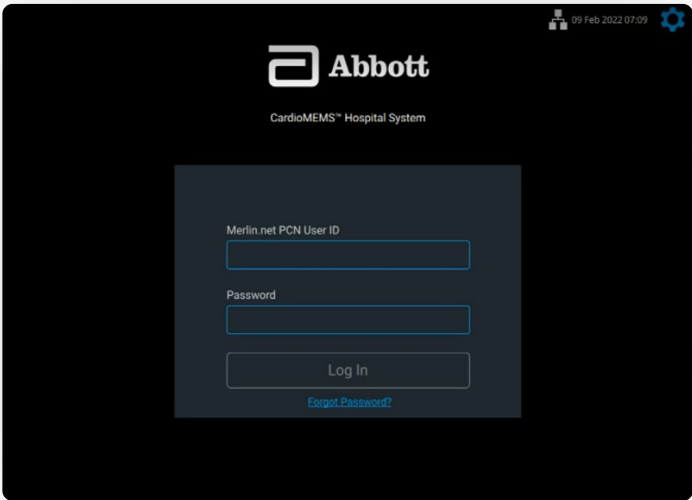 09 Feb 2022 07:09
Abbott
CardioMEMS™ Hospital System
Merlin.net PCN User ID
Password
Log In
Forgot Password?